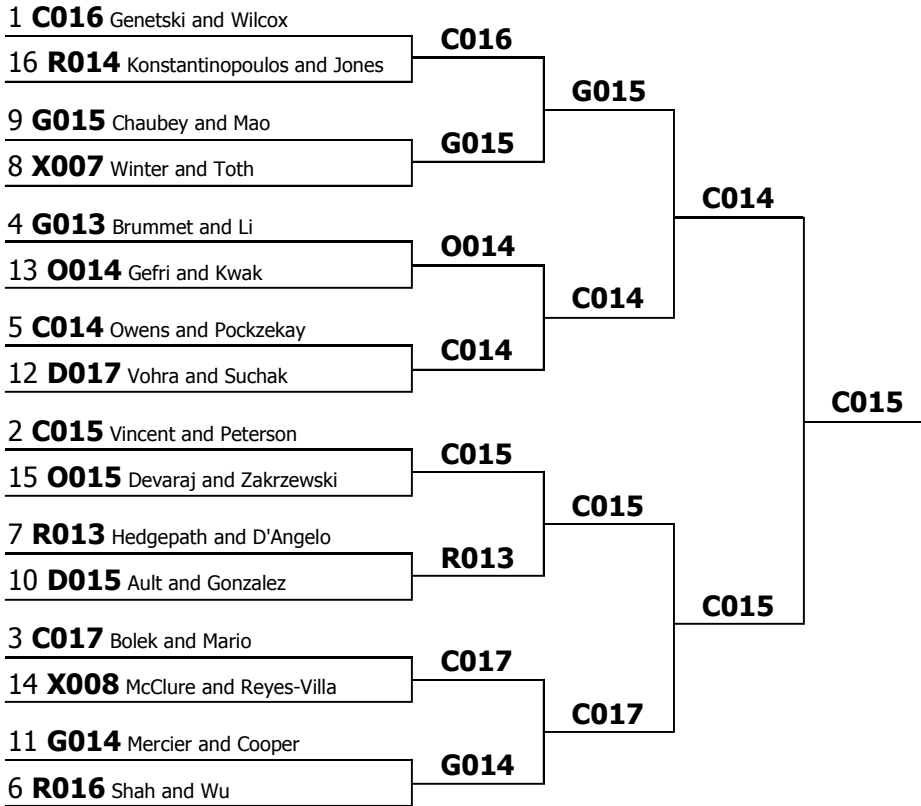 1 C016 Genetski and Wilcox
C016
16 R014 Konstantinopoulos and Jones
G015
9 G015 Chaubey and Mao
G015
8 X007 Winter and Toth
C014
4 G013 Brummet and Li
O014
13 O014 Gefri and Kwak
C014
5 C014 Owens and Pockzekay
C014
12 D017 Vohra and Suchak
C015
2 C015 Vincent and Peterson
C015
15 O015 Devaraj and Zakrzewski
C015
7 R013 Hedgepath and D'Angelo
R013
10 D015 Ault and Gonzalez
C015
3 C017 Bolek and Mario
C017
14 X008 McClure and Reyes-Villa
C017
11 G014 Mercier and Cooper
G014
6 R016 Shah and Wu